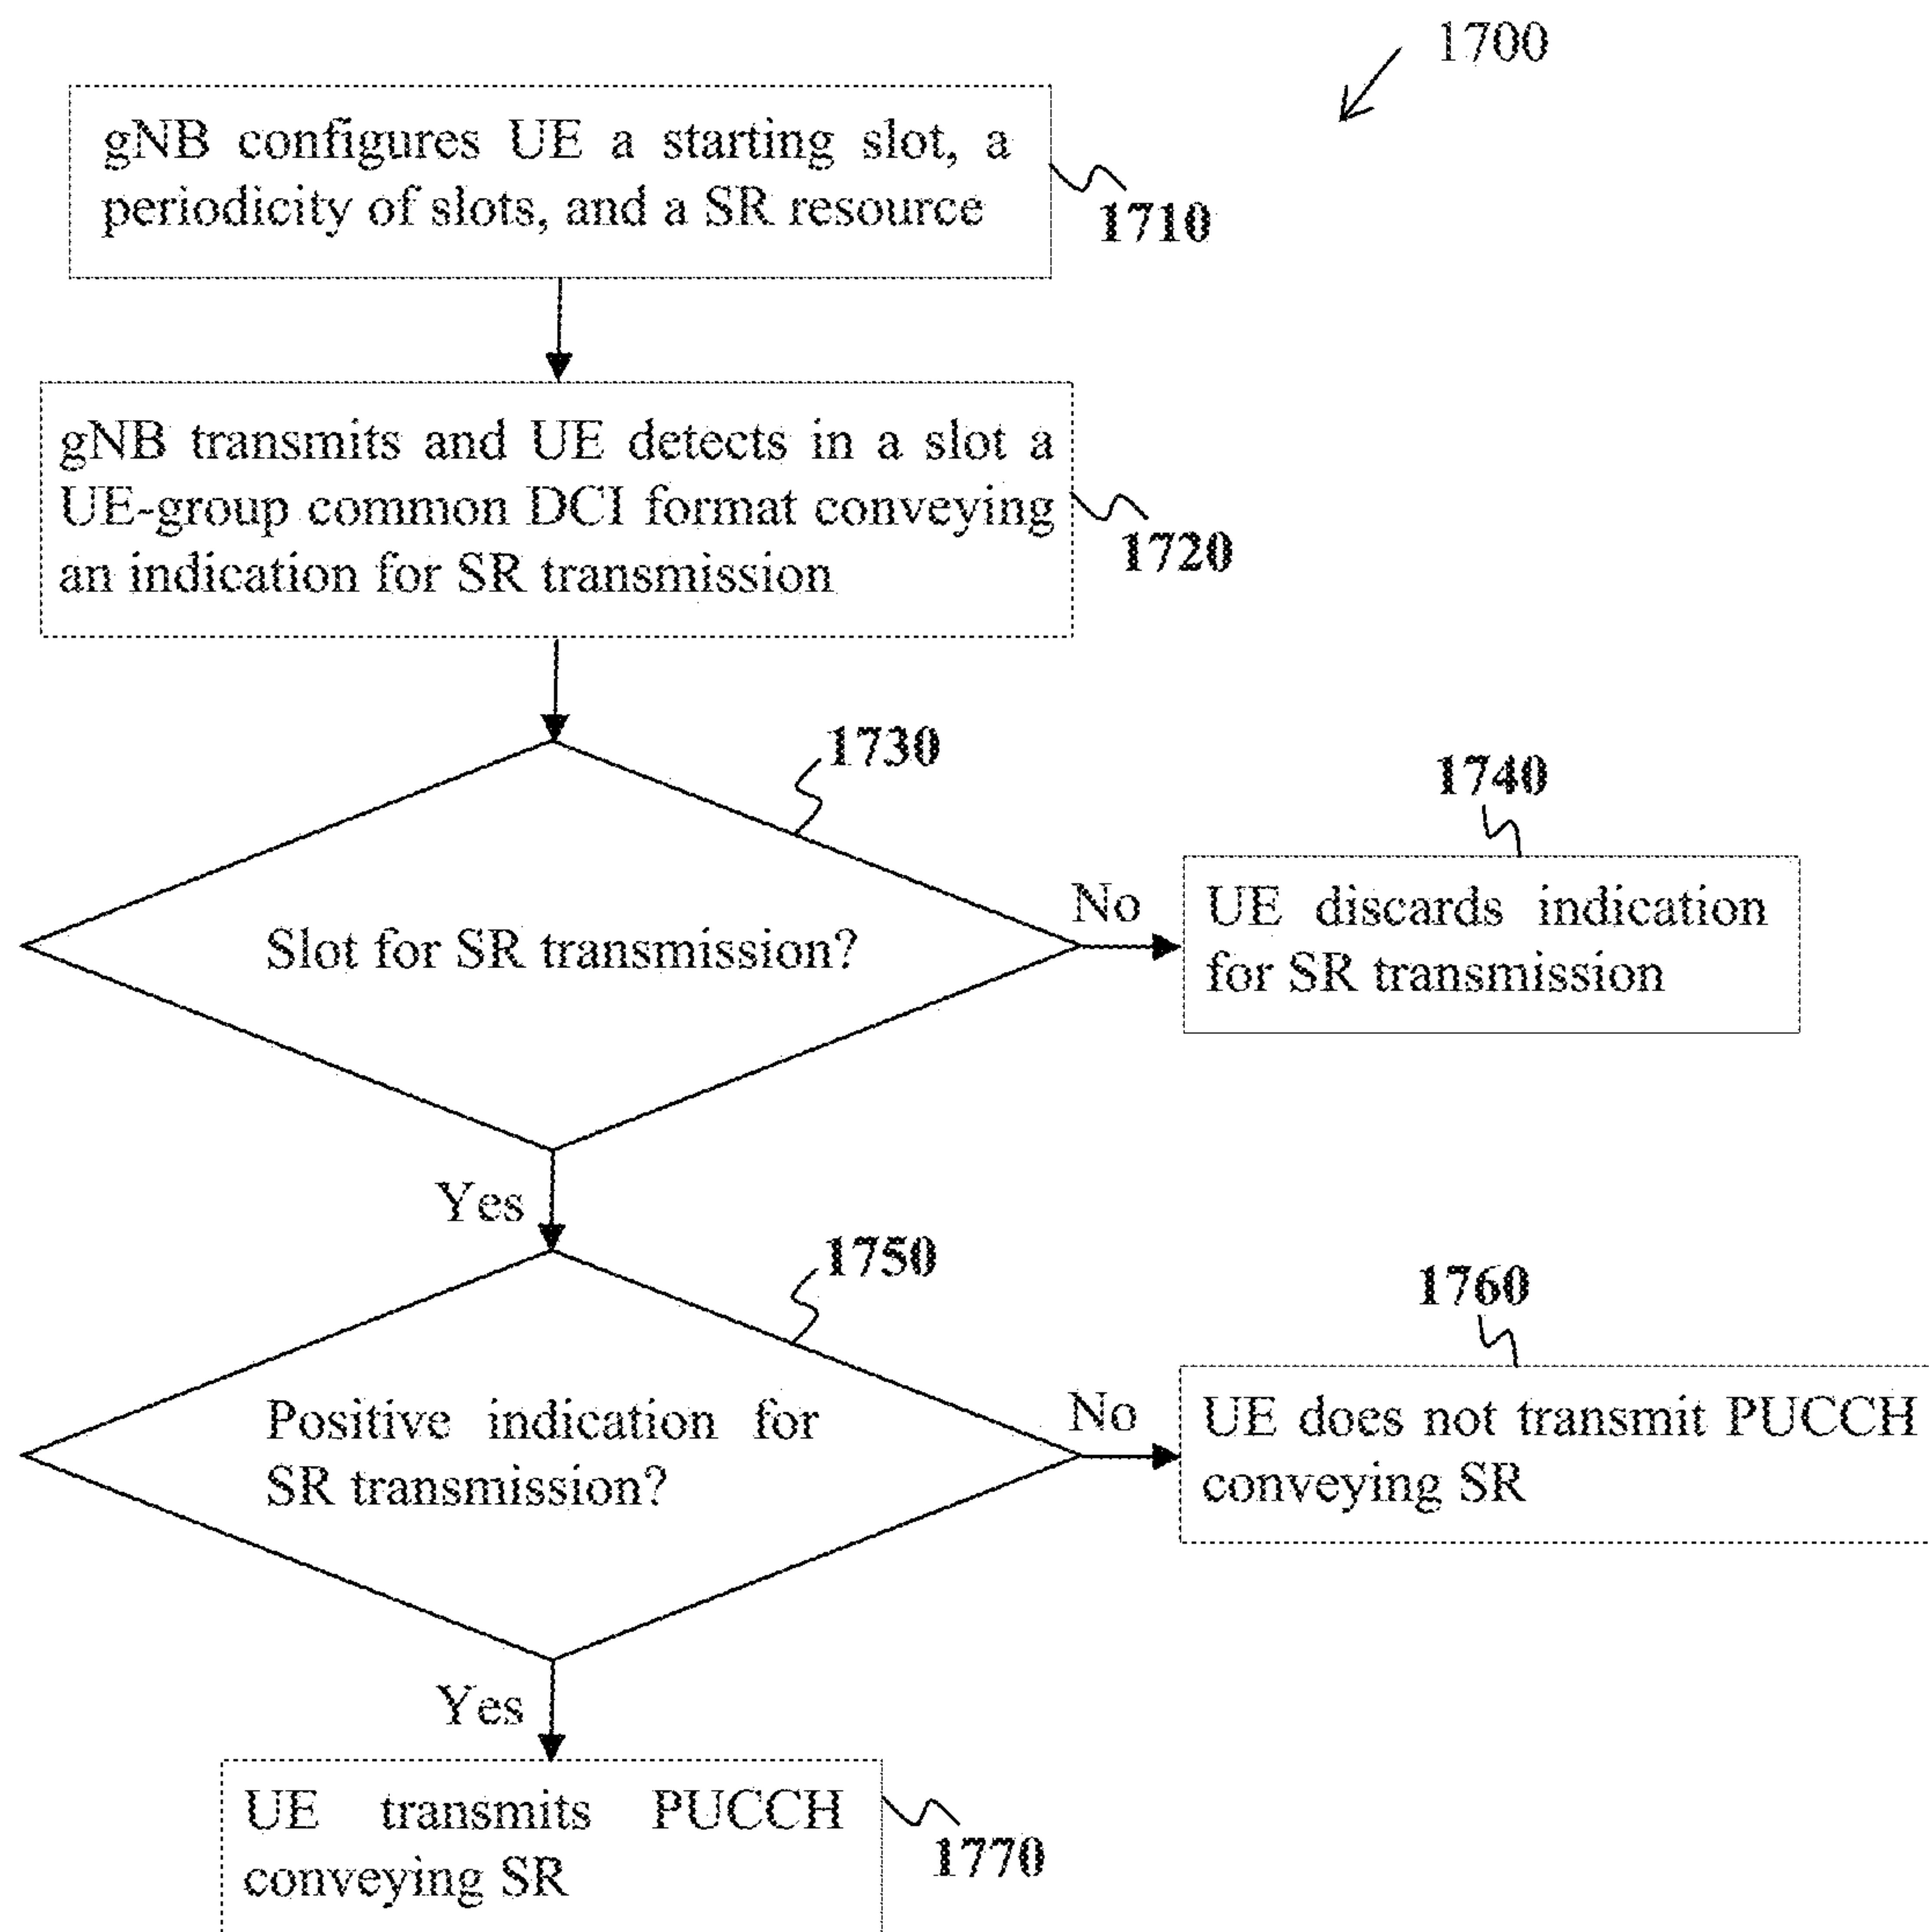 1700
gNB configures UE a starting slot, a
periodicity of slots, and a SR resource
1710
gNB transmits and UE detects in a slot a
UE-group common DCI format conveying
an indication for SR transmission
1720
1730
Slot for SR transmission?
No
1740
UE discards indication
for SR transmission
Yes
1750
Positive indication for
SR transmission?
No
1760
UE does not transmit PUCCH
conveying SR
Yes
UE transmits PUCCH
conveying SR
1770